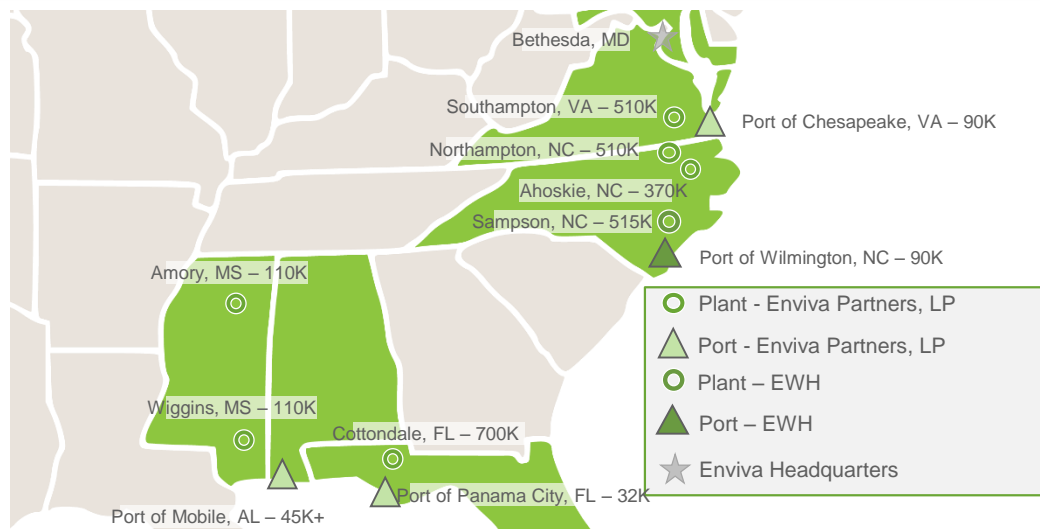 Bethesda, MD
Southampton, VA – 510K
Port of Chesapeake, VA – 90K
Northampton, NC – 510K
Ahoskie, NC – 370K
Sampson, NC – 515K
Port of Wilmington, NC – 90K
Amory, MS – 110K
Plant - Enviva Partners, LP
Port - Enviva Partners, LP
Plant – EWH
Port – EWH
Enviva Headquarters
Wiggins, MS – 110K
Cottondale, FL – 700K
Port of Panama City, FL – 32K
Port of Mobile, AL – 45K+